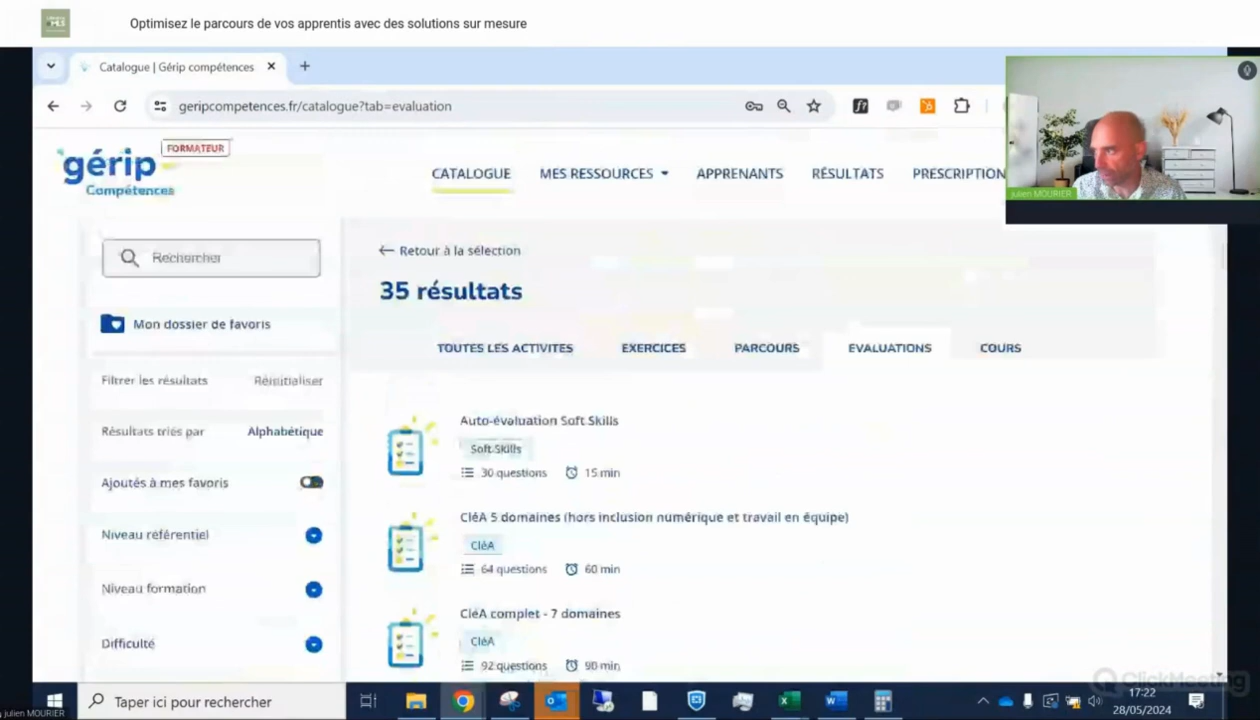 Optimisez le parcours de vos apprentis avec des solutions sur mesure
Catalogue | Gérip compétences
geripcompetences.fr/catalogue?tab=evaluation
gérip
Compétences
FORMATEUR
CATALOGUE
MES RESSOURCES
APPRENANTS
RÉSULTATS
PRESCRIPTION
julien MOURIER
Rechercher
Mon dossier de favoris
Filtrer les résultats Réinitialiser
Résultats triés par Alphabétique
Ajoutés à mes favoris
Niveau référentiel
Niveau formation
Difficulté
Retour à la sélection
35 résultats
TOUTES LES ACTIVITES EXERCICES PARCOURS EVALUATIONS COURS
Auto-évaluation Soft Skills
Soft Skills
30 questions 15 min
CléA 5 domaines (hors inclusion numérique et travail en équipe)
CléA
64 questions 60 min
CléA complet - 7 domaines
CléA
92 questions 90 min
ClickMeeting
Taper ici pour rechercher
17:22
28/05/2024
julien MOURIER